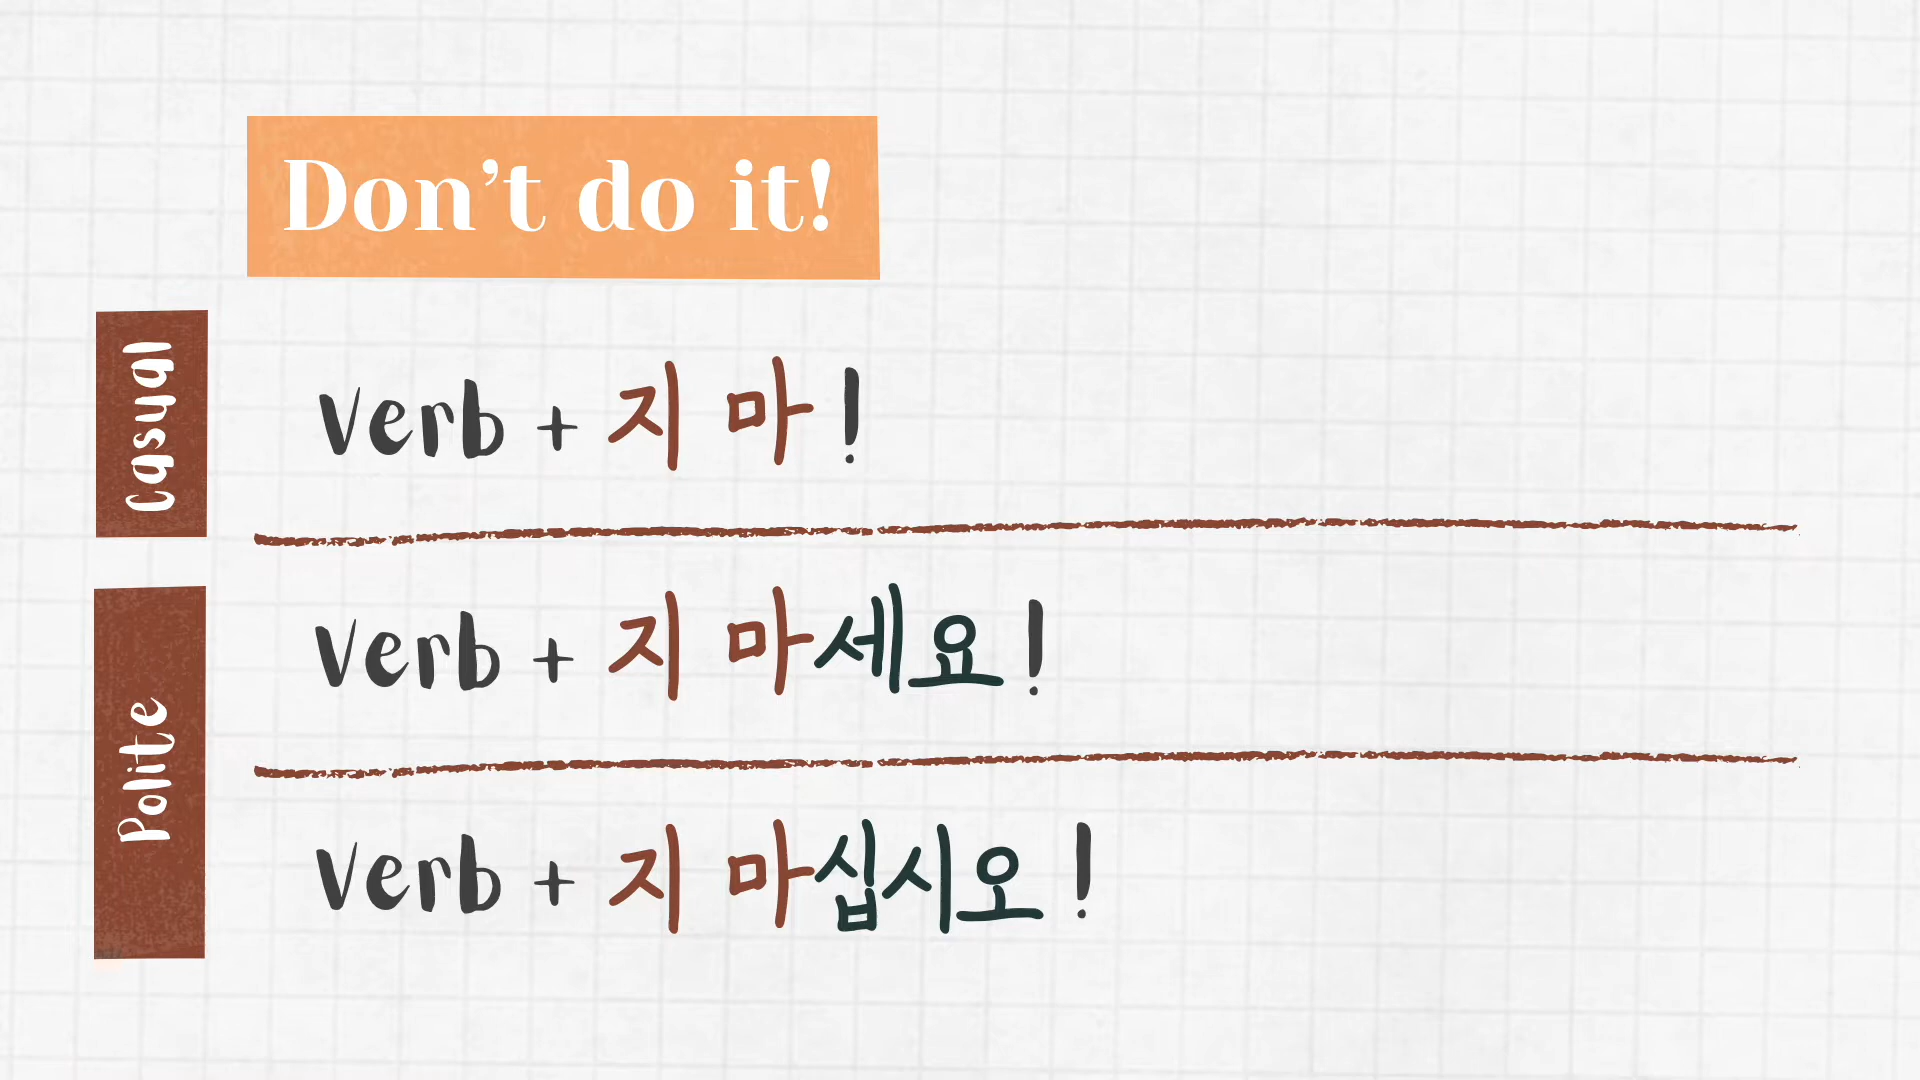 Don't do it!
Casual
Verb + 지 마!
Polite
Verb + 지 마세요!
Verb + 지 마십시오!